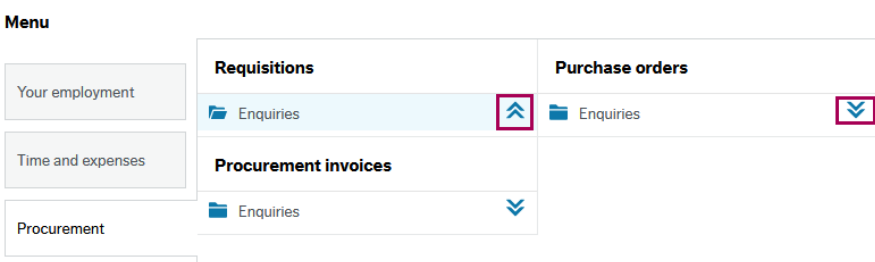 Menu
Your employment
Time and expenses
Procurement
Requisitions
Enquiries
Procurement invoices
Enquiries
Purchase orders
Enquiries